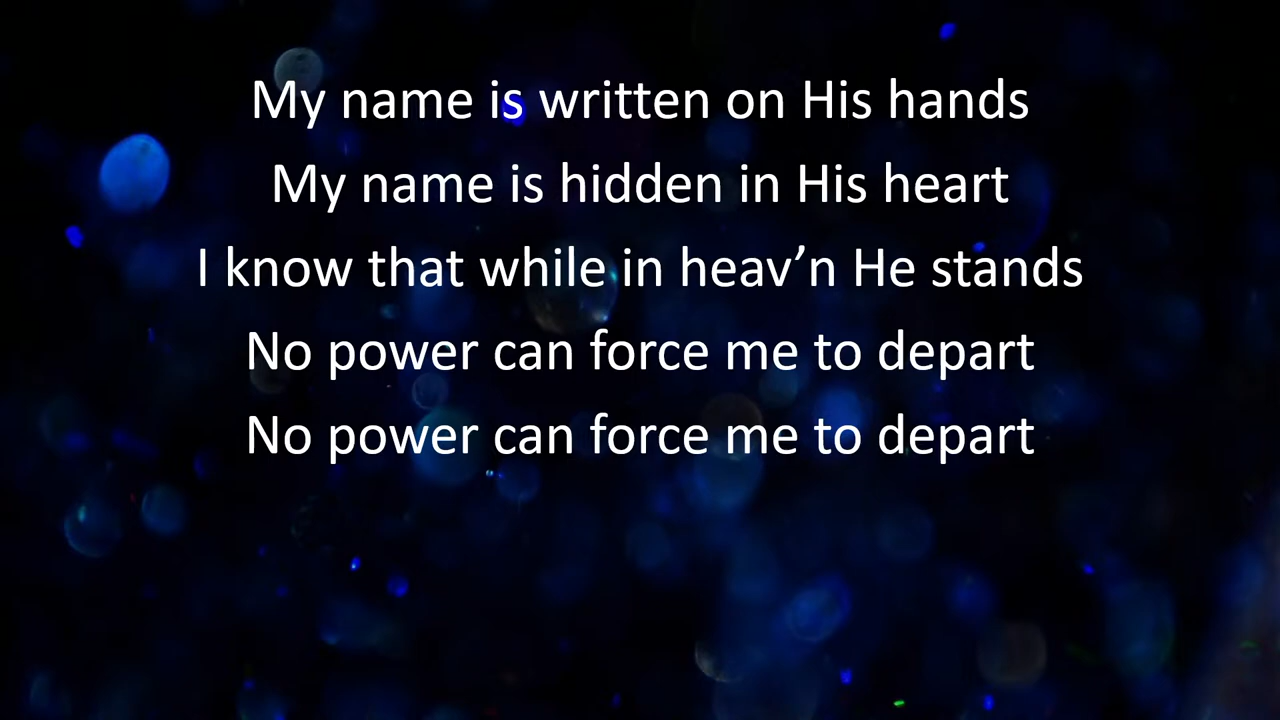 My name is written on His hands
My name is hidden in His heart
I know that while in heav’n He stands
No power can force me to depart
No power can force me to depart